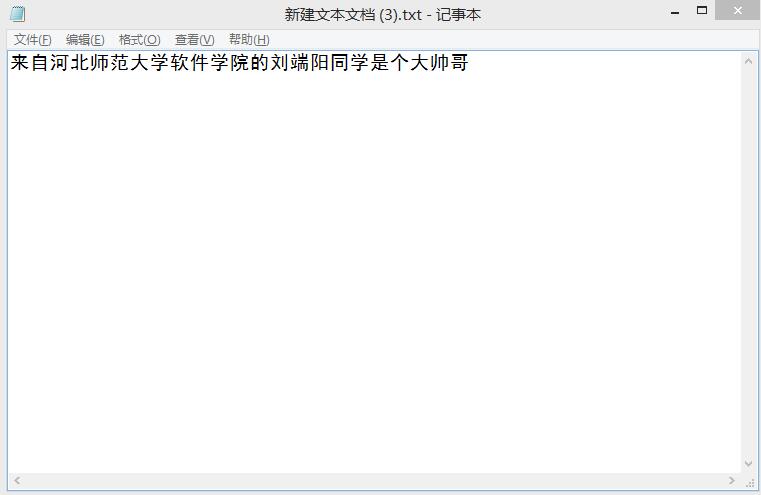 新建文本文档 (3).txt - 记事本
文件(F) 编辑(E) 格式(O) 查看(V) 帮助(H)
来自河北师范大学软件学院的刘端阳同学是个大帅哥